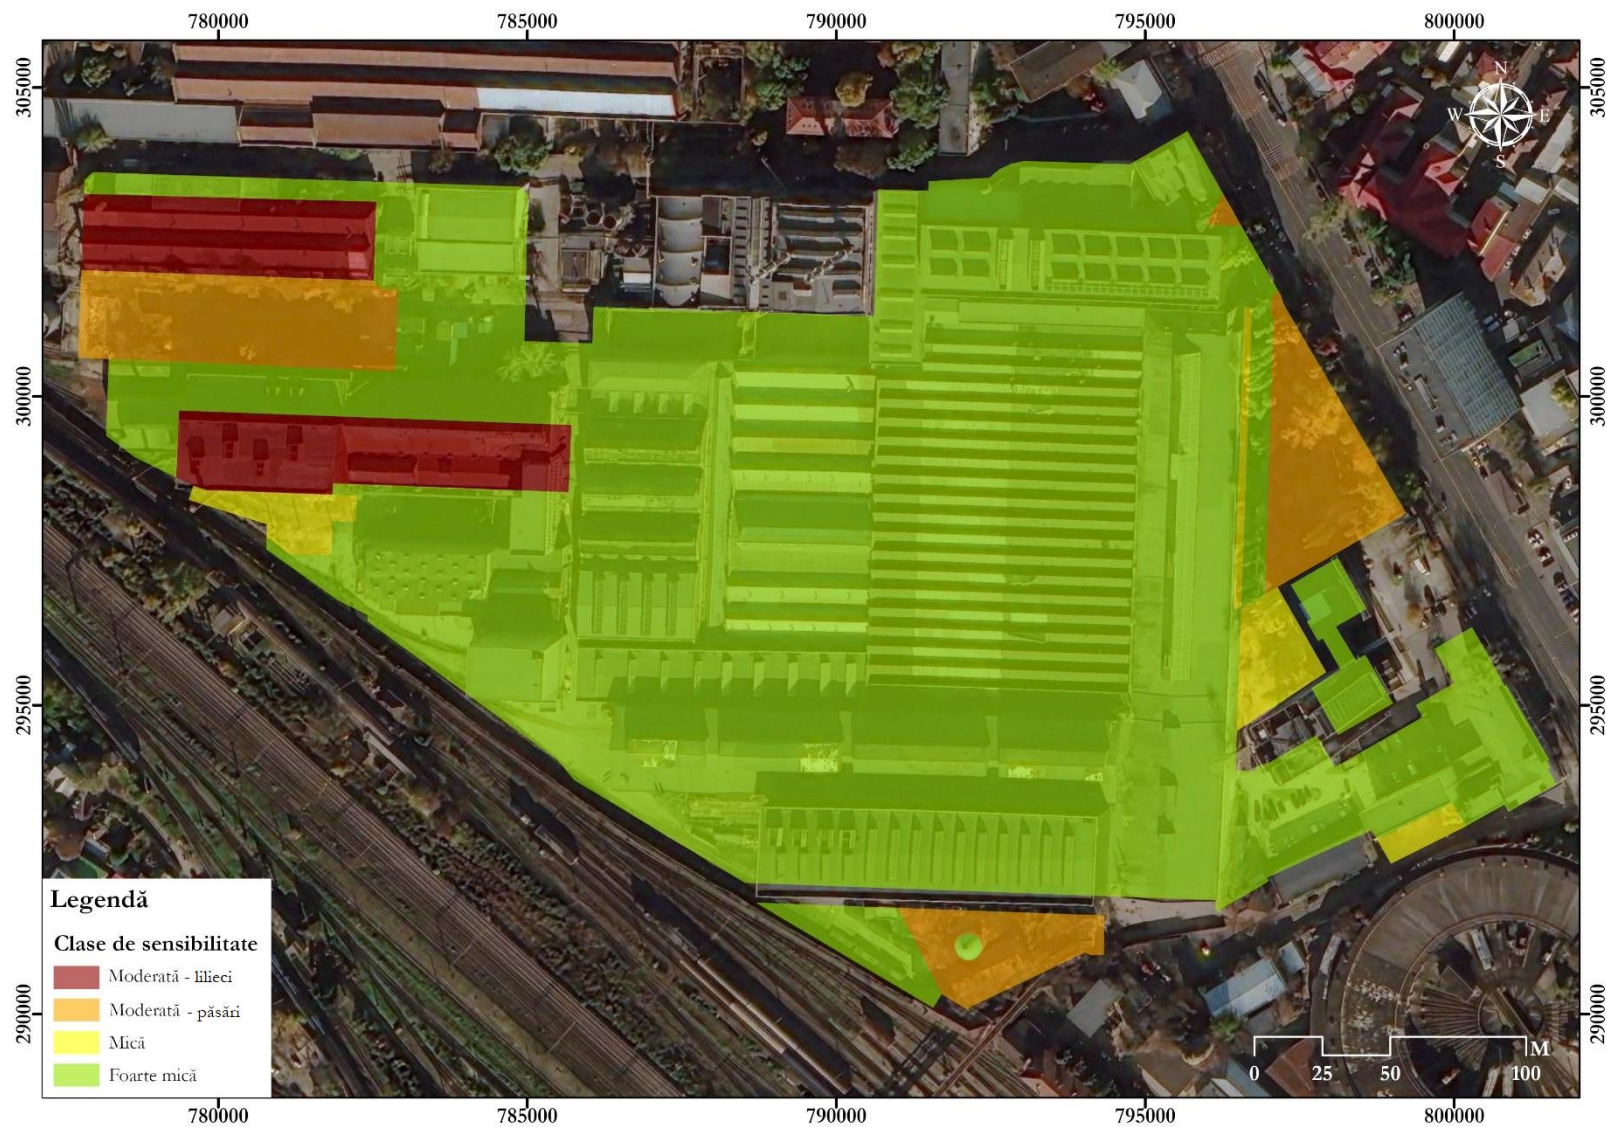 780000 785000 790000 795000 800000
305000 305000
N
W E
S
300000 300000
295000 295000
Legendă
Clase de sensibilitate
Moderată - lilieci
Moderată - păsări
Mică
Foarte mică
290000 290000
M
0 25 50 100
780000 785000 790000 795000 800000